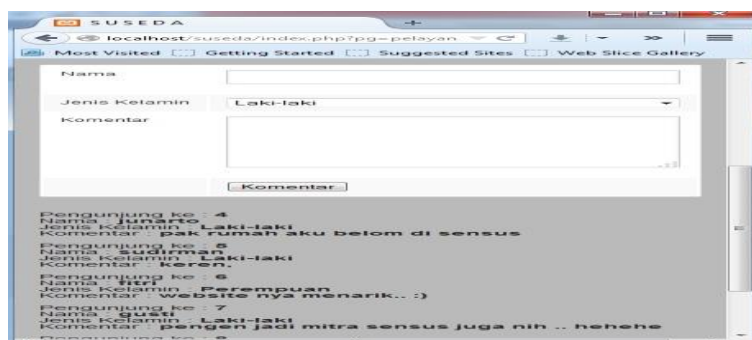 SUSEDA
localhost/suseda/index.php?pg=pelayan
Most Visited Getting Started Suggested Sites Web Slice Gallery
Nama
Jenis Kelamin Laki-laki
Komentar
Komentar
Pengunjung ke : 4
Nama : junarto
Jenis Kelamin : Laki-laki
Komentar : pak rumah aku belom di sensus
Pengunjung ke : 5
Nama : sudirman
Jenis Kelamin : Laki-laki
Komentar : keren,
Pengunjung ke : 6
Nama : fitri
Jenis Kelamin : Perempuan
Komentar : website nya menarik.. :)
Pengunjung ke : 7
Nama : gusti
Jenis Kelamin : Laki-laki
Komentar : pengen jadi mitra sensus juga nih .. hehehe
Pengunjung ke : 8